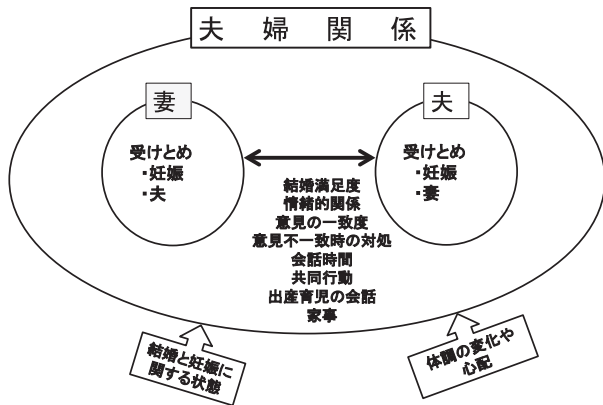 夫婦関係
妻
受けとめ
・妊娠
・夫
夫
受けとめ
・妊娠
・妻
結婚満足度
情緒的関係
意見の一致度
意見不一致時の対処
会話時間
共同行動
出産育児の会話
家事
結婚と妊娠に
関する状態
体調の変化や
心配